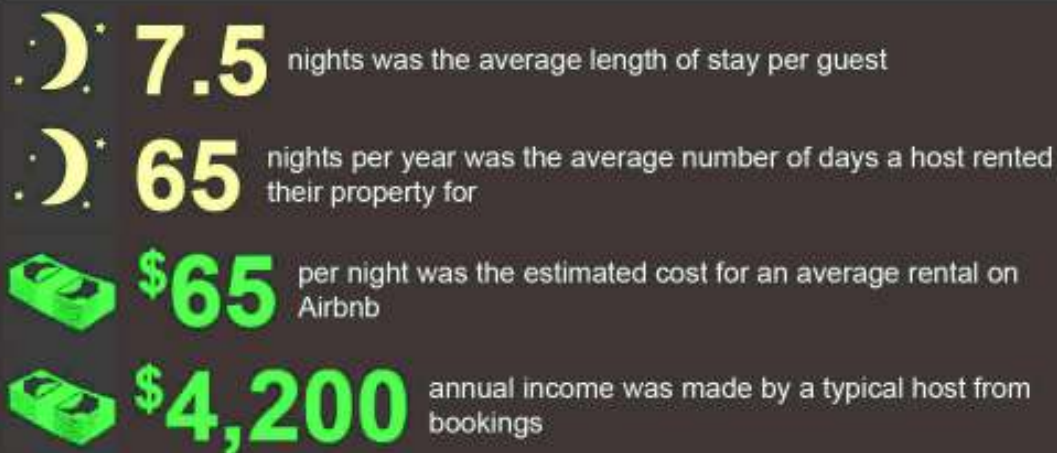 7.5 nights was the average length of stay per guest
65 nights per year was the average number of days a host rented
their property for
$65 per night was the estimated cost for an average rental on
Airbnb
$4,200 annual income was made by a typical host from
bookings